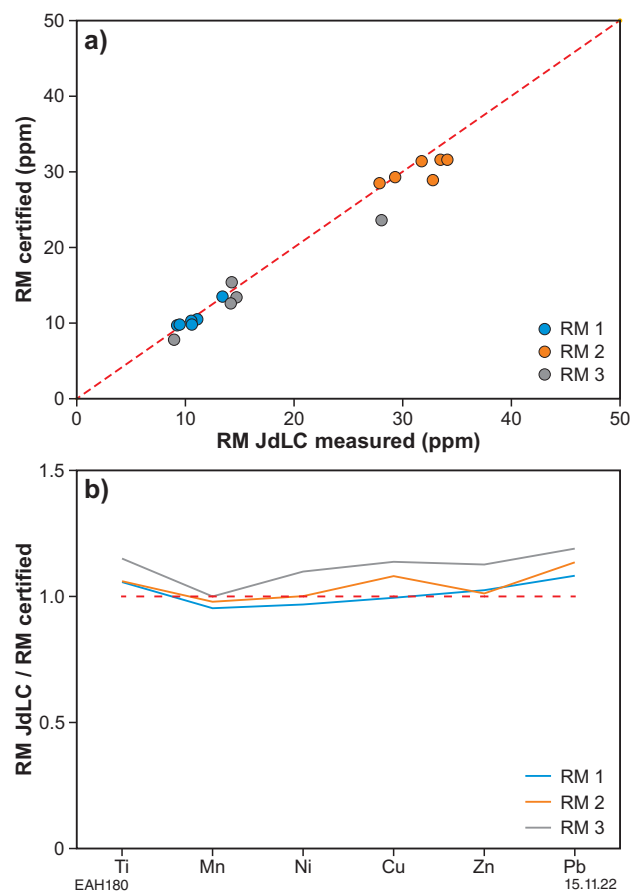 a)
RM certified (ppm)
50
40
30
20
10
0
0 10 20 30 40 50
RM JdLC measured (ppm)
RM 1
RM 2
RM 3
b)
RM JdLC / RM certified
1.5
1.0
0.5
0
RM 1
RM 2
RM 3
Ti Mn Ni Cu Zn Pb
EAH180 15.11.22